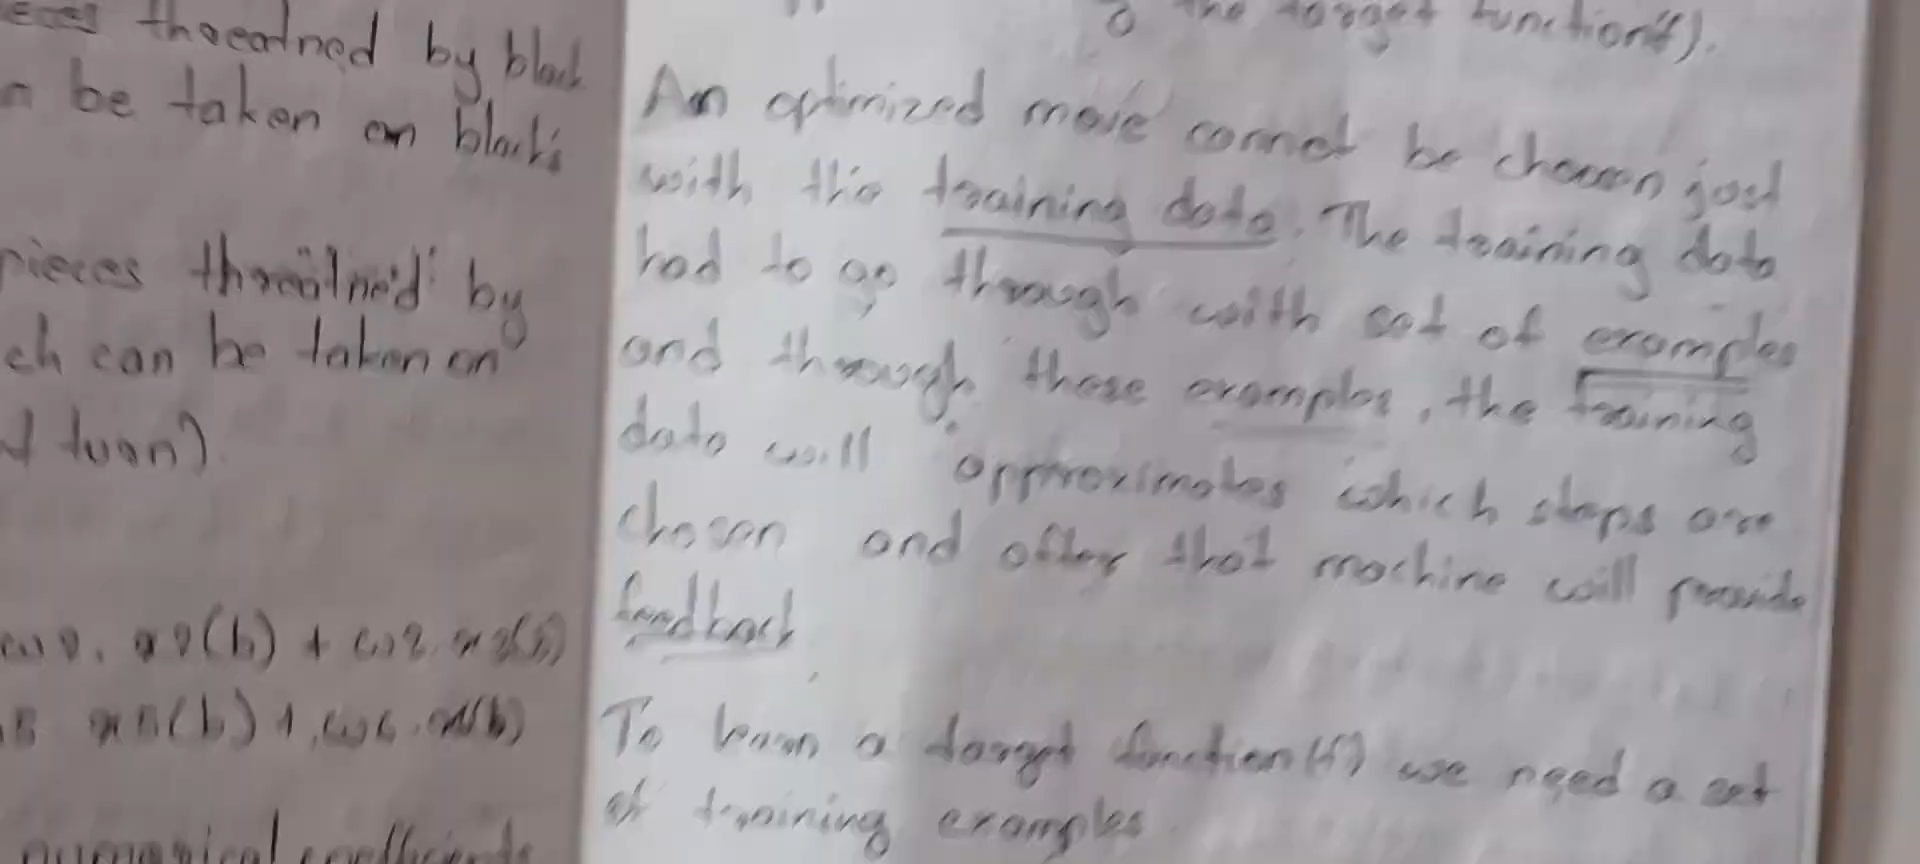 threatned by black
be taken on black's
pieces threatned by
ch can be taken on
turn).
x2(b) +
numerical coefficients
the target function(f).
An optimized move cannot be choosen just
with the training data. The training data
had to go through with set of examples
and through these examples, the training
data will approximates which steps are
chosen and after that machine will provide
feedback
To learn a target function(f) we need a set
of training examples.